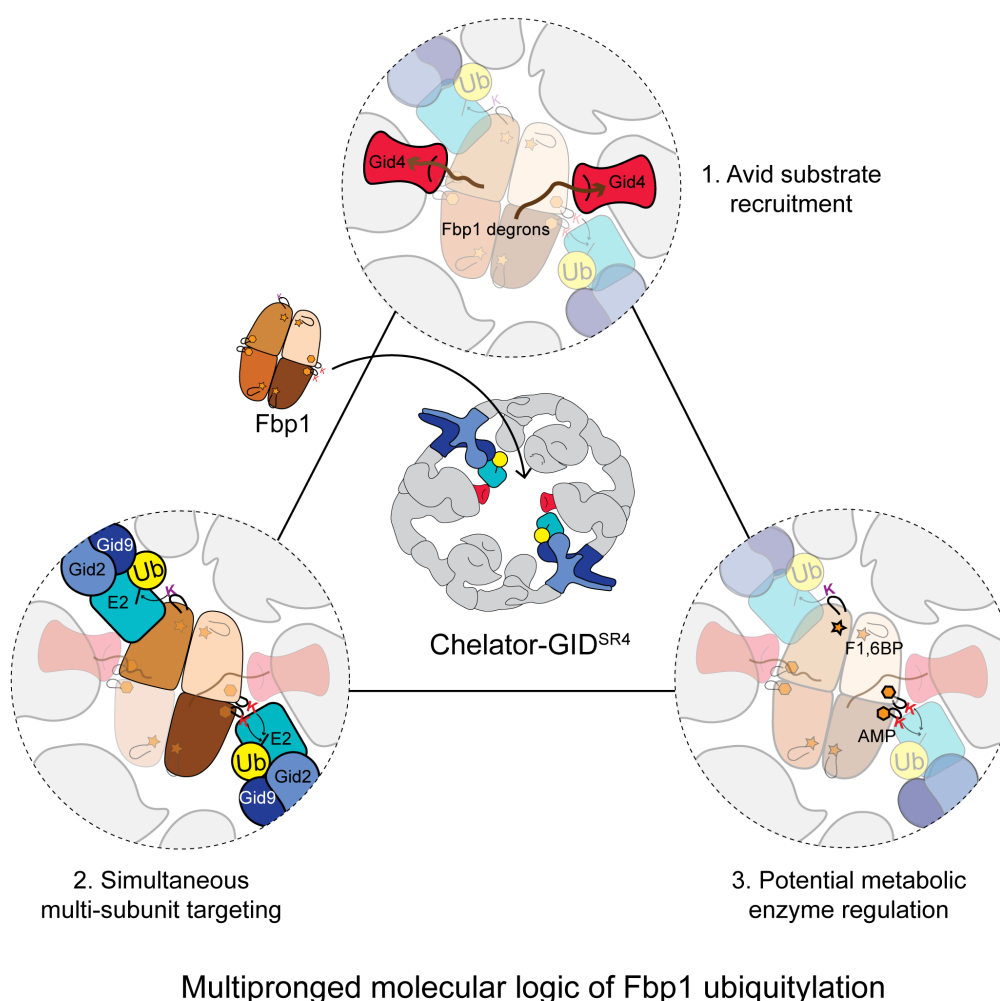 Ub
K
Gid4
Gid4
Fbp1 degrons
K
K
Ub
1. Avid substrate
recruitment
K
K
K
Fbp1
Chelator-GIDSR4
Gid9
Gid2
Ub
E2
K
K
K
E2
Ub
Gid2
Gid9
2. Simultaneous
multi-subunit targeting
Ub
K
F1,6BP
K
K
AMP
Ub
3. Potential metabolic
enzyme regulation
Multipronged molecular logic of Fbp1 ubiquitylation